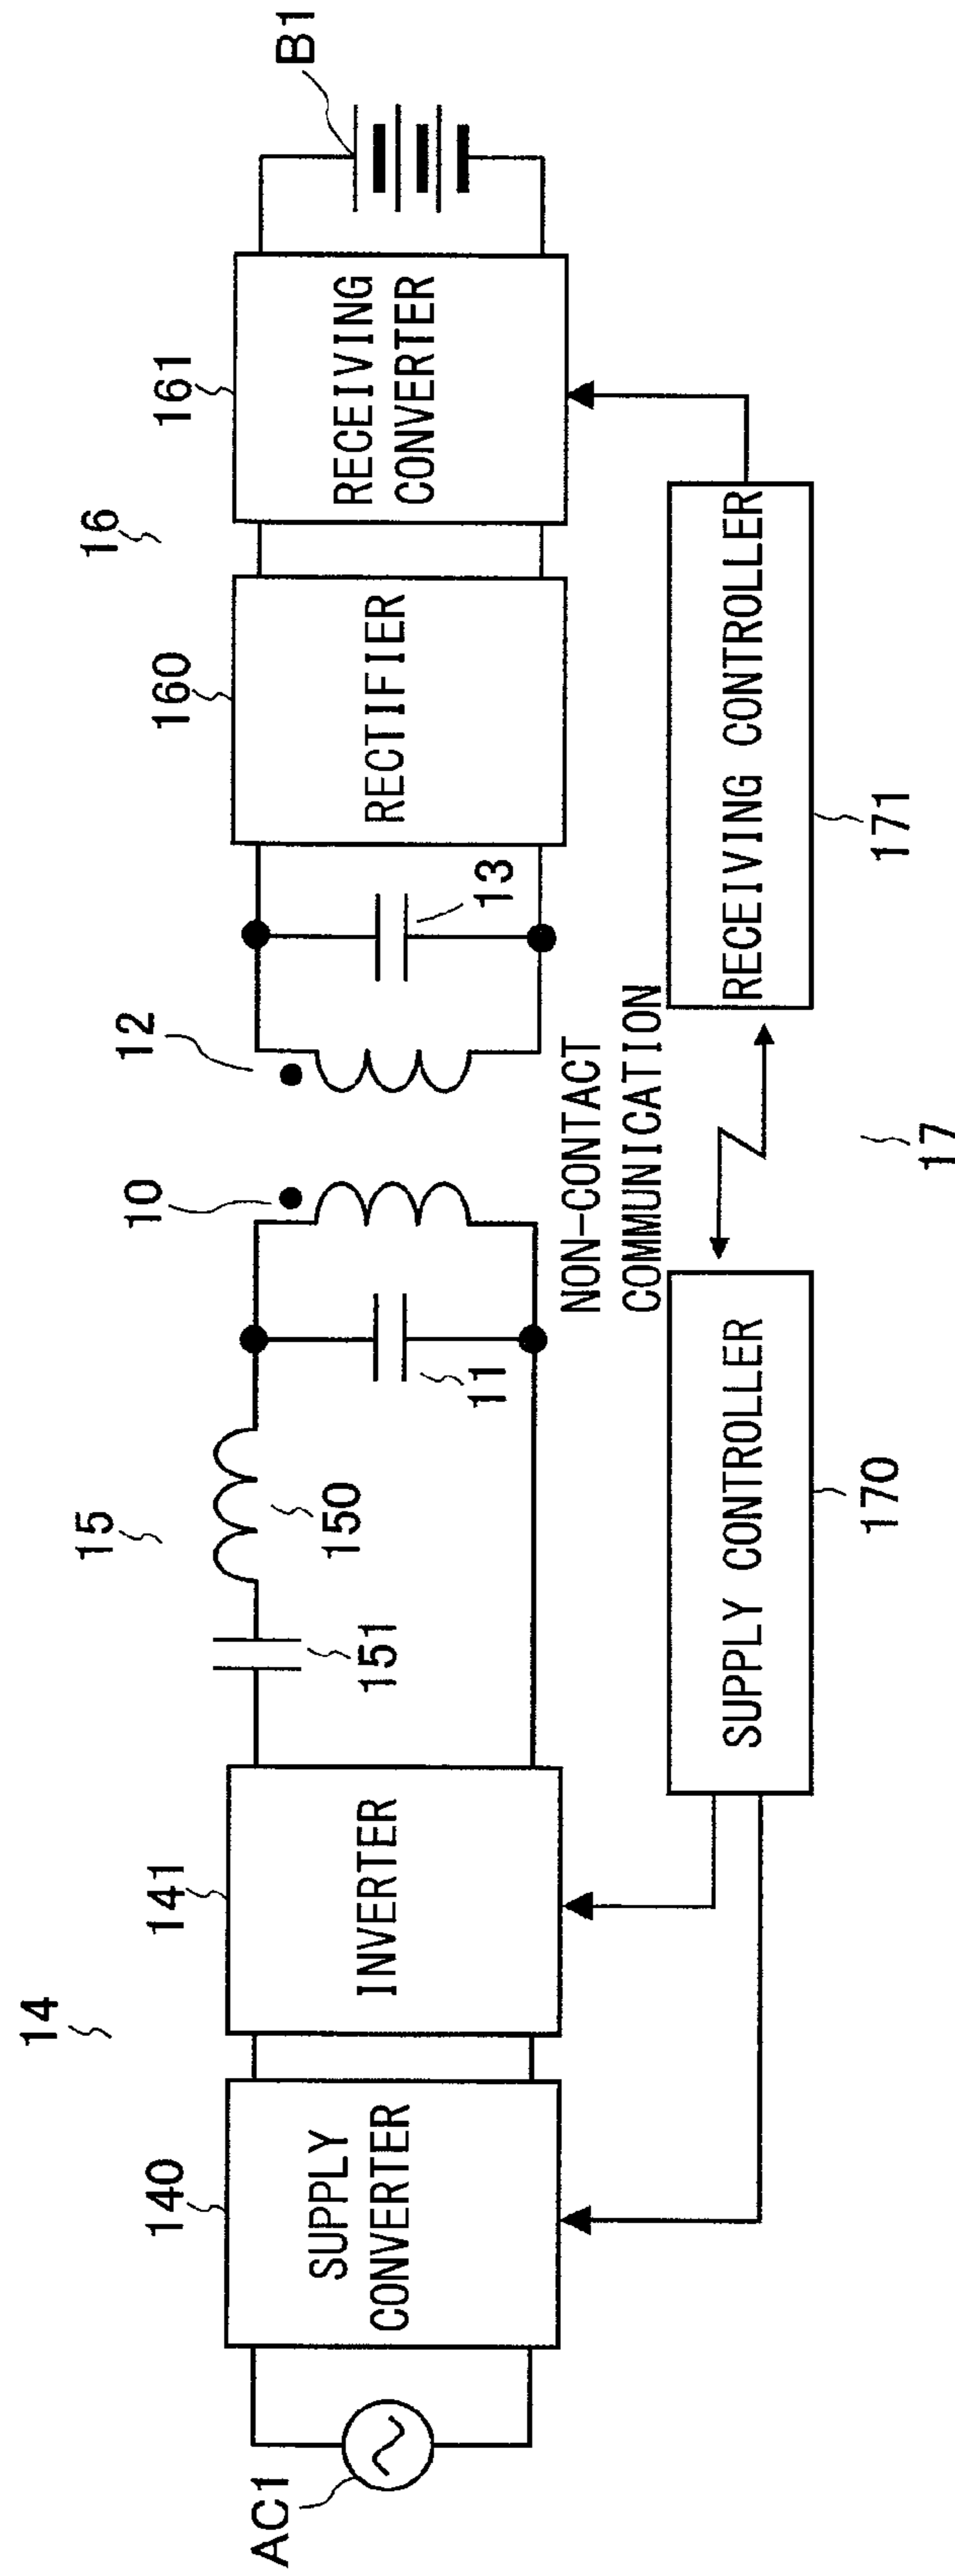 14
15
16
140
141
160
161
AC1
B1
SUPPLY
CONVERTER
INVERTER
151
150
11
10
12
13
RECTIFIER
RECEIVING
CONVERTER
NON-CONTACT
COMMUNICATION
SUPPLY CONTROLLER
RECEIVING CONTROLLER
170
171
17